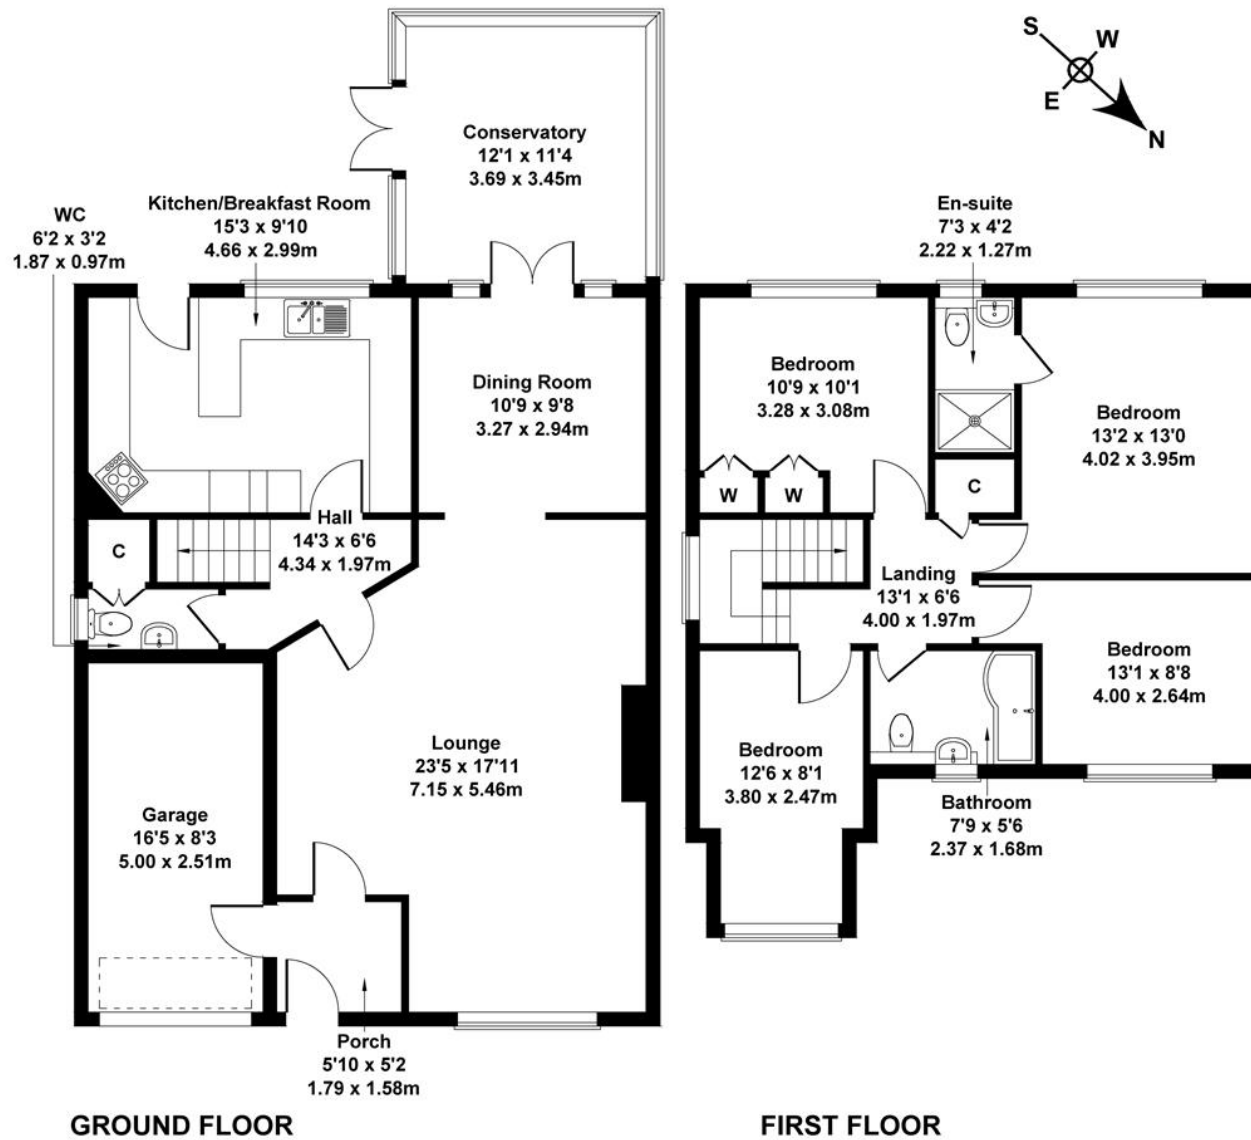 S
W
E
N
Conservatory
12'1 x 11'4
3.69 x 3.45m
WC
6'2 x 3'2
1.87 x 0.97m
Kitchen/Breakfast Room
15'3 x 9'10
4.66 x 2.99m
Dining Room
10'9 x 9'8
3.27 x 2.94m
Hall
14'3 x 6'6
4.34 x 1.97m
C
Lounge
23'5 x 17'11
7.15 x 5.46m
Garage
16'5 x 8'3
5.00 x 2.51m
Porch
5'10 x 5'2
1.79 x 1.58m
GROUND FLOOR
En-suite
7'3 x 4'2
2.22 x 1.27m
Bedroom
10'9 x 10'1
3.28 x 3.08m
W
W
Bedroom
13'2 x 13'0
4.02 x 3.95m
C
Landing
13'1 x 6'6
4.00 x 1.97m
Bedroom
13'1 x 8'8
4.00 x 2.64m
Bedroom
12'6 x 8'1
3.80 x 2.47m
Bathroom
7'9 x 5'6
2.37 x 1.68m
FIRST FLOOR